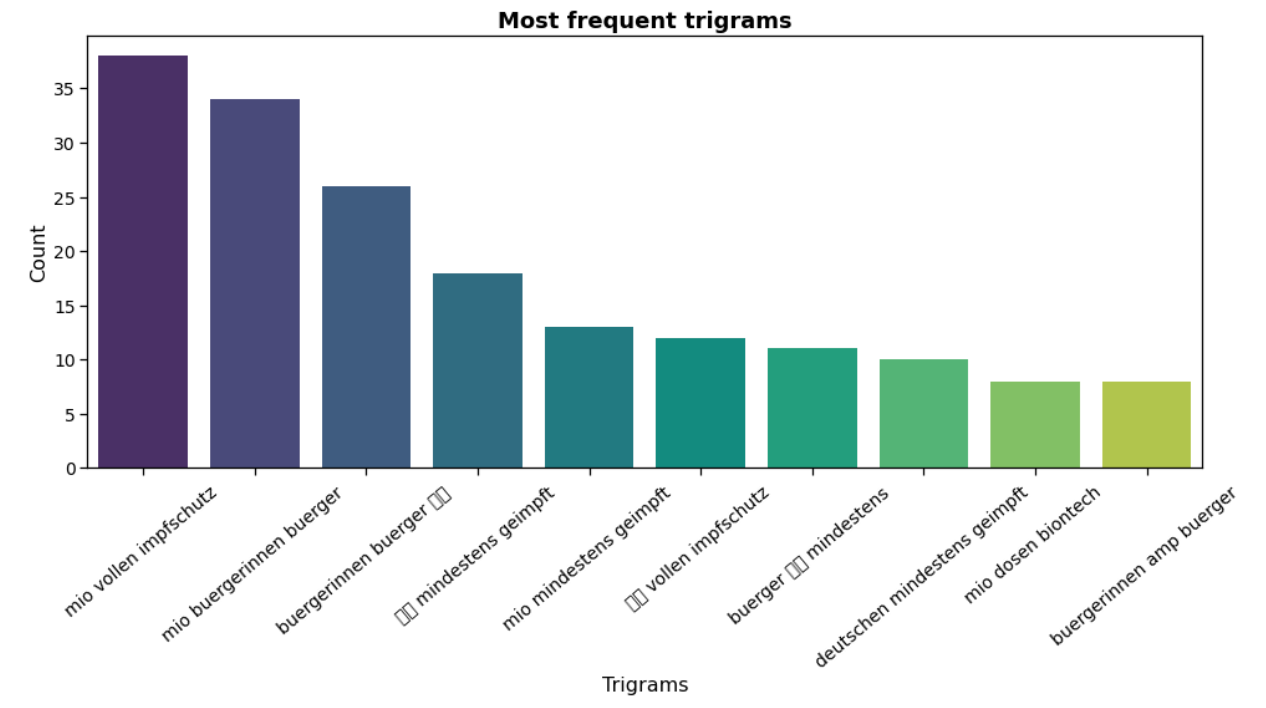 Most frequent trigrams
Count
35
30
25
20
15
10
5
0
mio vollen impfschutz
mio buergerinnen buerger
buergerinnen buerger
mindestens geimpft
mio mindestens geimpft
vollen impfschutz
buerger mindestens
deutschen mindestens geimpft
mio dosen biontech
buergerinnen amp buerger
Trigrams